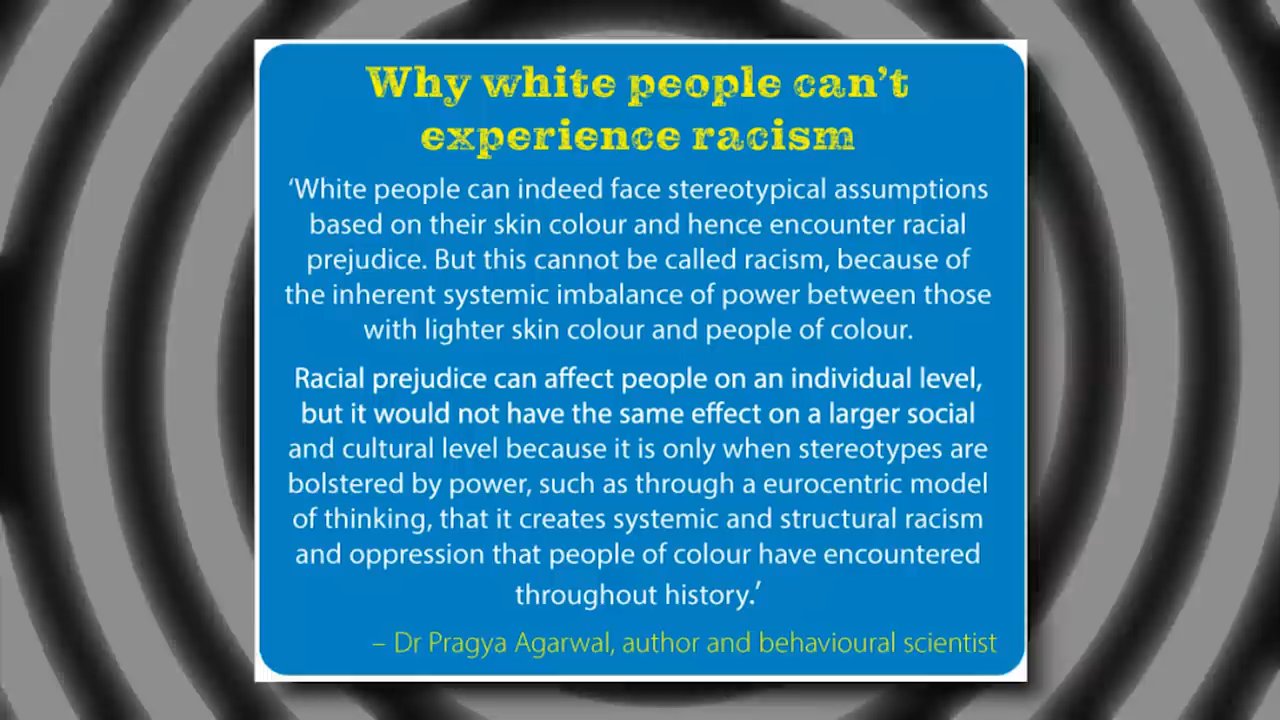 Why white people can’t
experience racism
‘White people can indeed face stereotypical assumptions
based on their skin colour and hence encounter racial
prejudice. But this cannot be called racism, because of
the inherent systemic imbalance of power between those
with lighter skin colour and people of colour.
Racial prejudice can affect people on an individual level,
but it would not have the same effect on a larger social
and cultural level because it is only when stereotypes are
bolstered by power, such as through a eurocentric model
of thinking, that it creates systemic and structural racism
and oppression that people of colour have encountered
throughout history.’
– Dr Pragya Agarwal, author and behavioural scientist